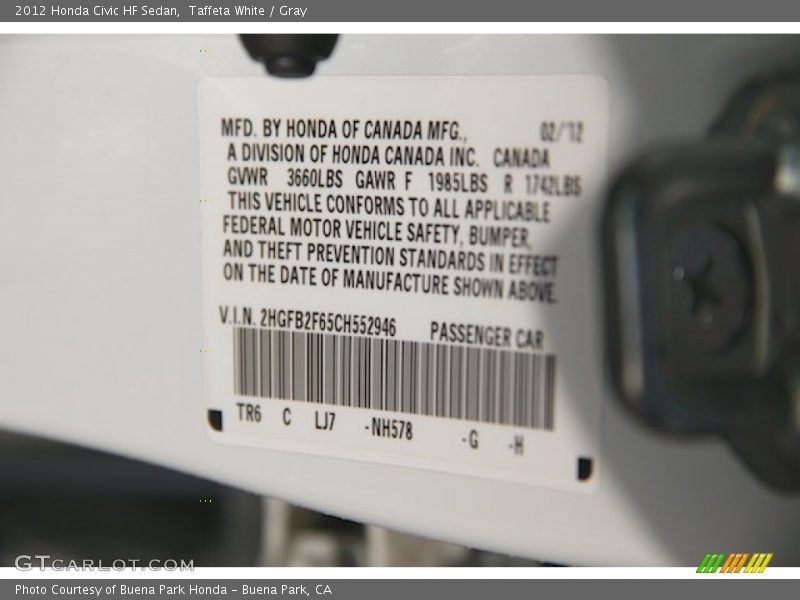 2012 Honda Civic HF Sedan, Taffeta White / Gray
MFD. BY HONDA OF CANADA MFG., 02/12
A DIVISION OF HONDA CANADA INC. CANADA
GVWR 3660LBS GAWR F 1985LBS R 1742LBS
THIS VEHICLE CONFORMS TO ALL APPLICABLE
FEDERAL MOTOR VEHICLE SAFETY, BUMPER,
AND THEFT PREVENTION STANDARDS IN EFFECT
ON THE DATE OF MANUFACTURE SHOWN ABOVE.
V.I.N. 2HGFB2F65CH552946 PASSENGER CAR
TR6 C LJ7 -NH578 -G -H
GTCARLOT.COM
Photo Courtesy of Buena Park Honda - Buena Park, CA